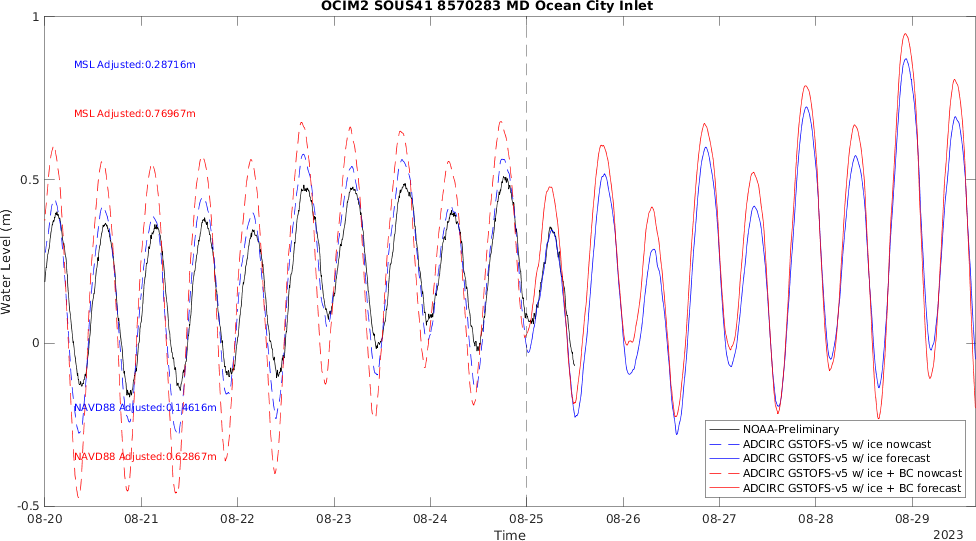 OCIM2 SOUS41 8570283 MD Ocean City Inlet
1
MSL Adjusted:0.28716m
MSL Adjusted:0.76967m
0.5
Water Level (m)
0
NAVD88 Adjusted:0.14616m
NAVD88 Adjusted:0.62867m
-0.5
NOAA-Preliminary
ADCIRC GSTOFS-v5 w/ ice nowcast
ADCIRC GSTOFS-v5 w/ ice forecast
ADCIRC GSTOFS-v5 w/ ice + BC nowcast
ADCIRC GSTOFS-v5 w/ ice + BC forecast
08-20 08-21 08-22 08-23 08-24 08-25 08-26 08-27 08-28 08-29
Time
2023